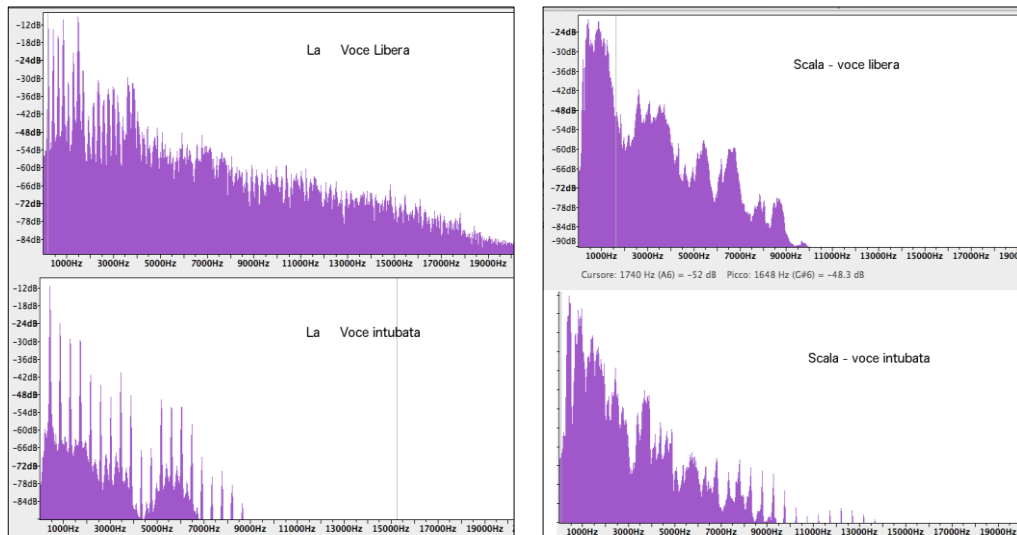 -12dB
-18dB
-24dB
-30dB
-36dB
-42dB
-48dB
-54dB
-60dB
-66dB
-72dB
-78dB
-84dB
La Voce Libera
1000Hz 3000Hz 5000Hz 7000Hz 9000Hz 11000Hz 13000Hz 15000Hz 17000Hz
-24dB
-30dB
-36dB
-42dB
-48dB
-54dB
-60dB
-66dB
-72dB
-78dB
-84dB
-90dB
Scala - voce libera
1000Hz 3000Hz 5000Hz 7000Hz 9000Hz 11000Hz 13000Hz 15000Hz 17000Hz
Cursore: 1740 Hz (A6) = -52 dB Picco: 1648 Hz (G#6) = -48.3 dB
-12dB
-18dB
-24dB
-30dB
-36dB
-42dB
-48dB
-54dB
-60dB
-66dB
-72dB
-78dB
-84dB
La Voce intubata
1000Hz 3000Hz 5000Hz 7000Hz 9000Hz 11000Hz 13000Hz 15000Hz 17000Hz
Scala - voce intubata
1000Hz 3000Hz 5000Hz 7000Hz 9000Hz 11000Hz 13000Hz 15000Hz 17000Hz